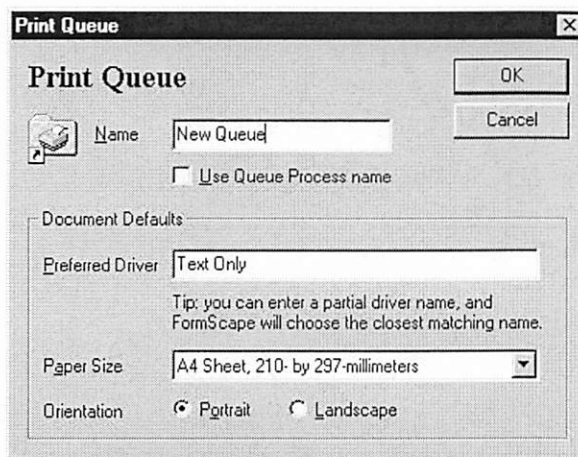 Print Queue
Print Queue
OK
Name New Queue
Cancel
Use Queue Process name
Document Defaults
Preferred Driver Text Only
Tip: you can enter a partial driver name, and
FormScape will choose the closest matching name.
Paper Size A4 Sheet, 210- by 297-millimeters
Orientation Portrait Landscape